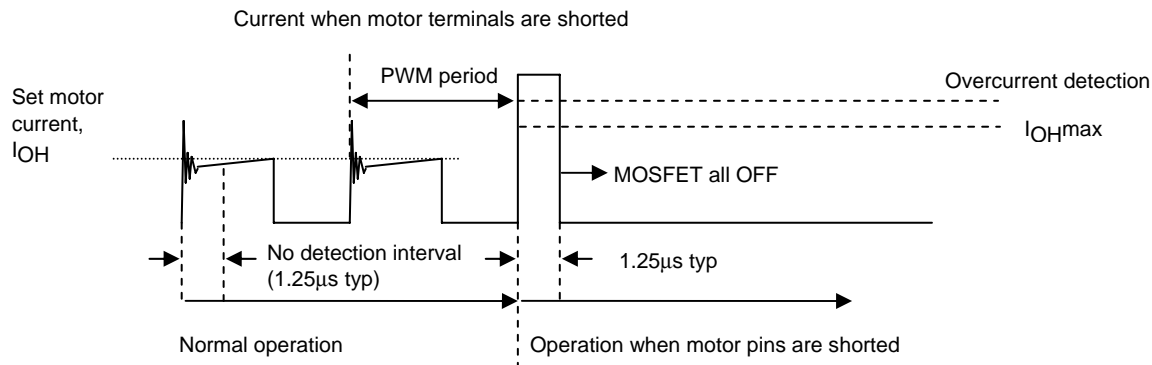 Current when motor terminals are shorted
PWM period
Overcurrent detection
Set motor
current,
IOH
IOHmax
MOSFET all OFF
No detection interval
(1.25μs typ)
1.25μs typ
Normal operation
Operation when motor pins are shorted